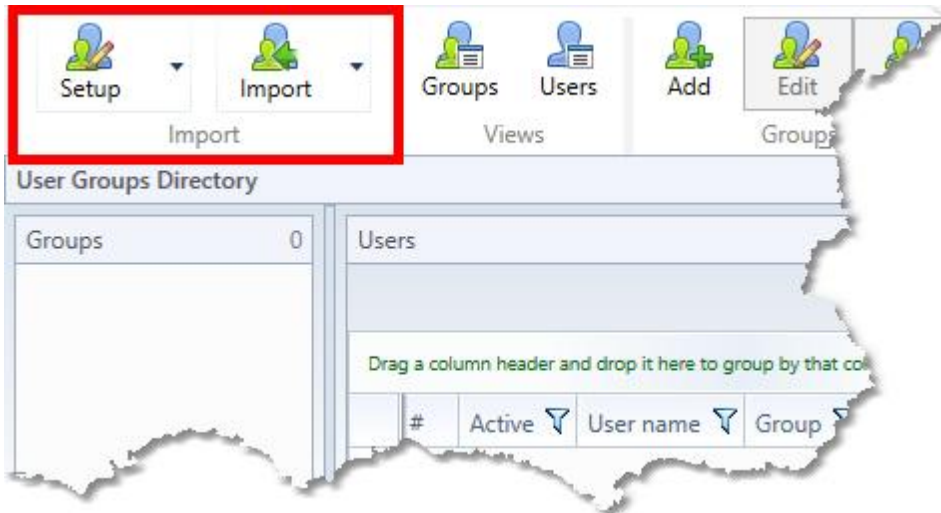 Setup Import Groups Users Add Edit
Import Views Groups
User Groups Directory
Groups 0 Users
Drag a column header and drop it here to group by that
# Active User name Group